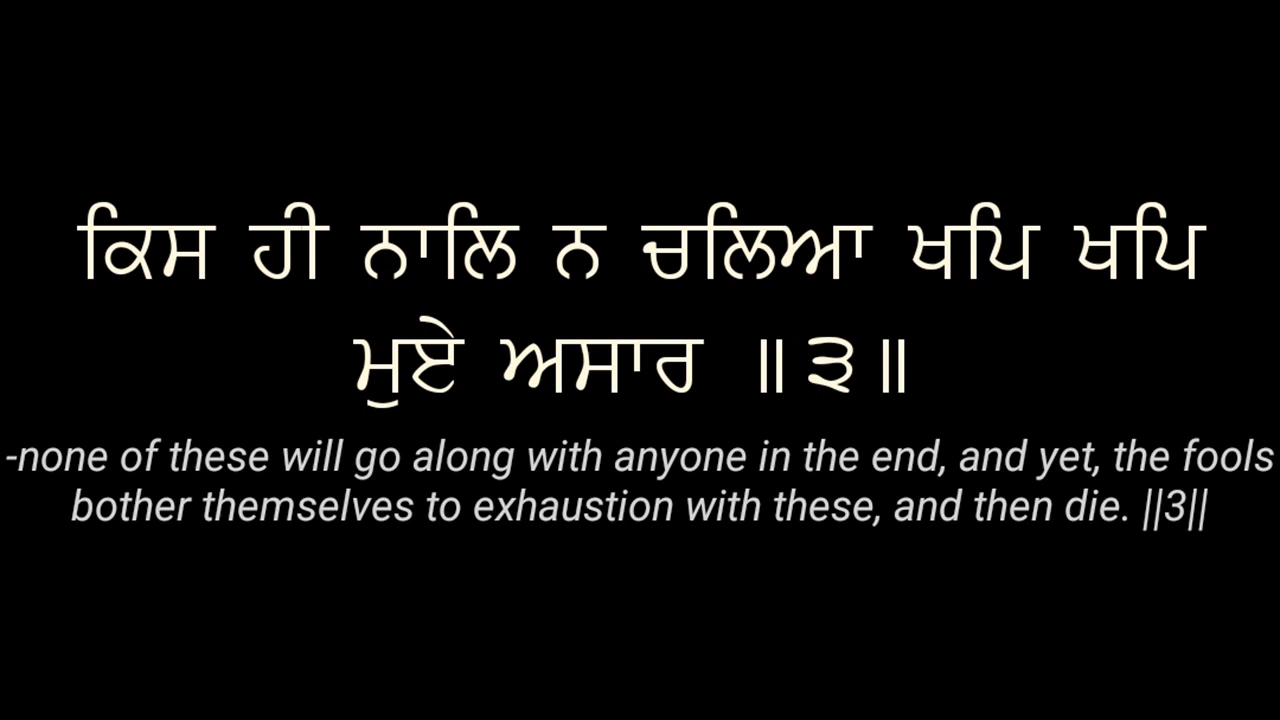 ਕਿਸ ਹੀ ਨਾਲਿ ਨ ਚਲਿਆ ਖਪਿ ਖਪਿ
ਮੁਏ ਅਸਾਰ ॥੩॥
-none of these will go along with anyone in the end, and yet, the fools
bother themselves to exhaustion with these, and then die. ||3||